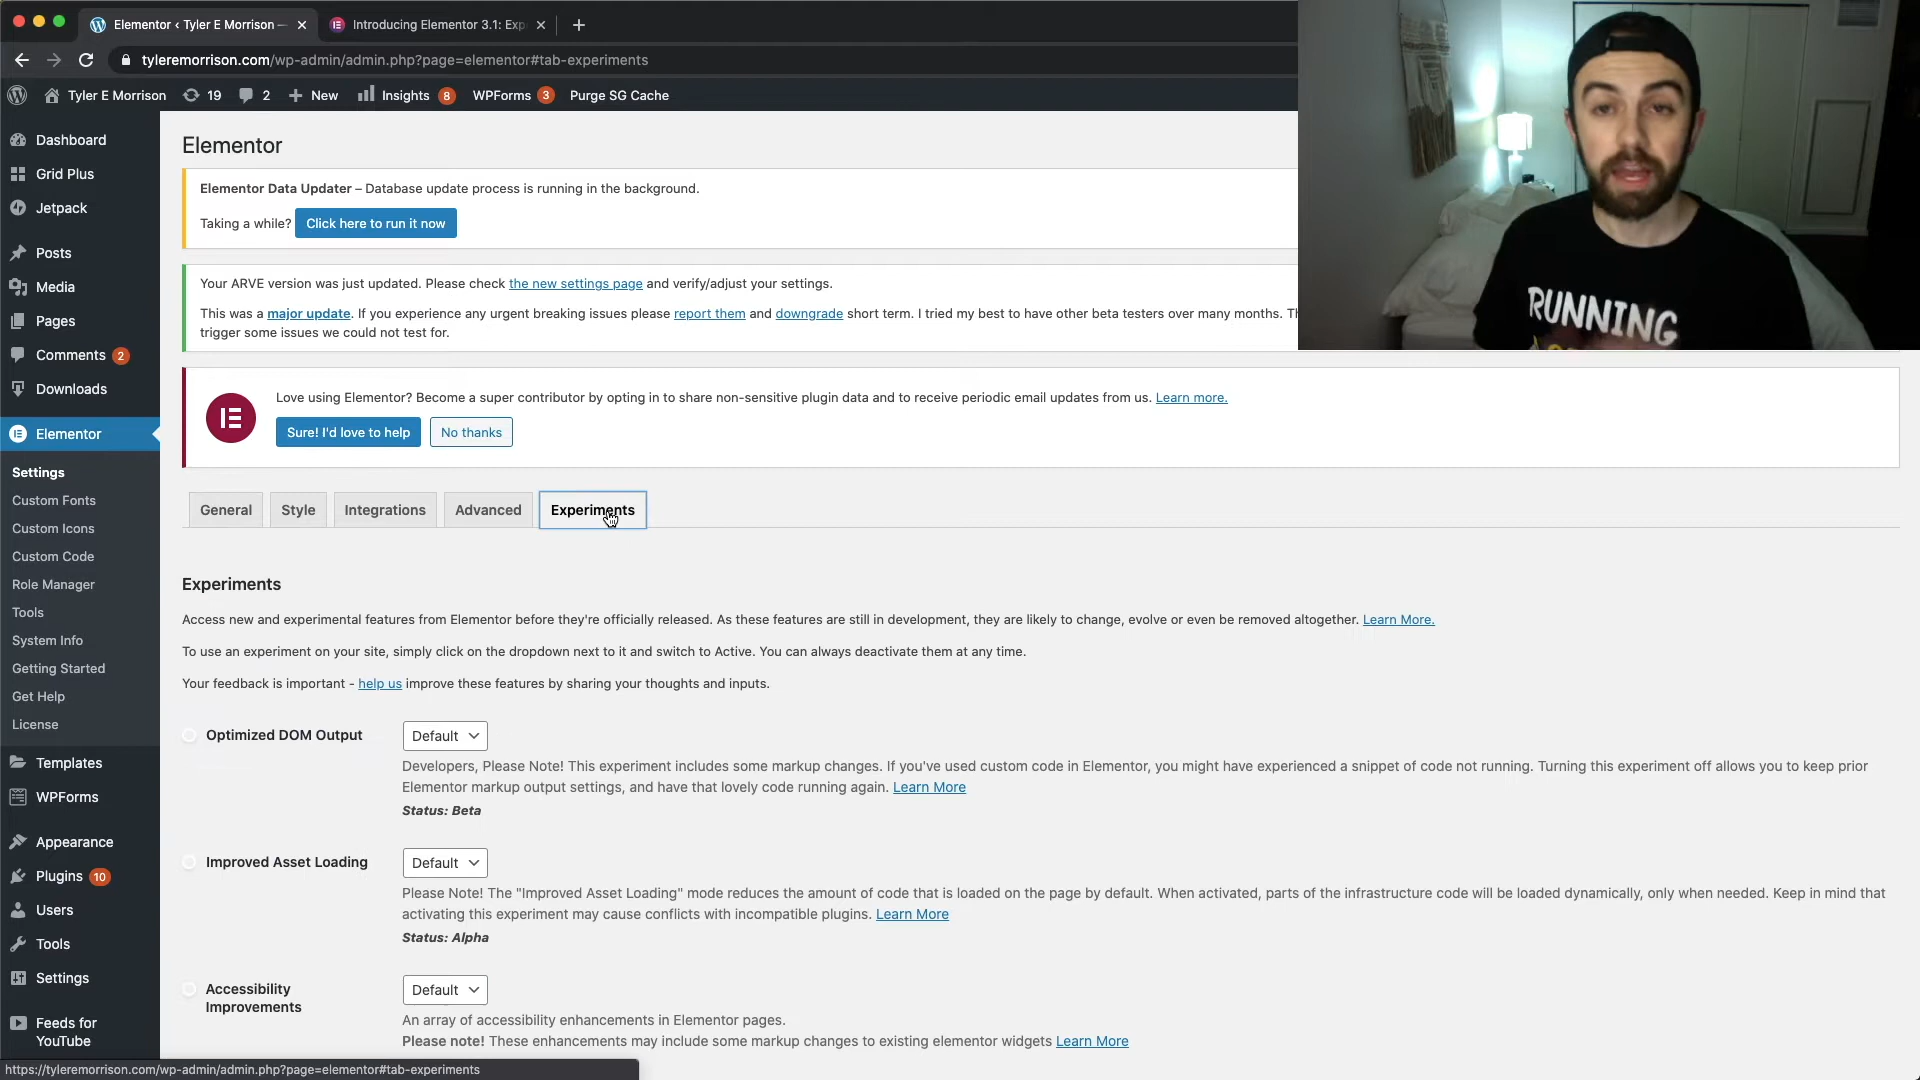 Elementor ‹ Tyler E Morrison —
Introducing Elementor 3.1: Exp
tyleremorrison.com/wp-admin/admin.php?page=elementor#tab-experiments
Tyler E Morrison
19
2
New
Insights 8
WPForms 3
Purge SG Cache
Dashboard
Grid Plus
Jetpack
Posts
Media
Pages
Comments 2
Downloads
Elementor
Settings
Custom Fonts
Custom Icons
Custom Code
Role Manager
Tools
System Info
Getting Started
Get Help
License
Templates
WPForms
Appearance
Plugins 10
Users
Tools
Settings
Feeds for
YouTube
Elementor
Elementor Data Updater – Database update process is running in the background.
Taking a while? Click here to run it now
Your ARVE version was just updated. Please check the new settings page and verify/adjust your settings.
This was a major update. If you experience any urgent breaking issues please report them and downgrade short term. I tried my best to have other beta testers over many months.
trigger some issues we could not test for.
Love using Elementor? Become a super contributor by opting in to share non-sensitive plugin data and to receive periodic email updates from us. Learn more.
Sure! I'd love to help
No thanks
General
Style
Integrations
Advanced
Experiments
Experiments
Access new and experimental features from Elementor before they're officially released. As these features are still in development, they are likely to change, evolve or even be removed altogether. Learn More.
To use an experiment on your site, simply click on the dropdown next to it and switch to Active. You can always deactivate them at any time.
Your feedback is important - help us improve these features by sharing your thoughts and inputs.
Optimized DOM Output
Default
Developers, Please Note! This experiment includes some markup changes. If you've used custom code in Elementor, you might have experienced a snippet of code not running. Turning this experiment off allows you to keep prior
Elementor markup output settings, and have that lovely code running again. Learn More
Status: Beta
Improved Asset Loading
Default
Please Note! The "Improved Asset Loading" mode reduces the amount of code that is loaded on the page by default. When activated, parts of the infrastructure code will be loaded dynamically, only when needed. Keep in mind that
activating this experiment may cause conflicts with incompatible plugins. Learn More
Status: Alpha
Accessibility
Improvements
Default
An array of accessibility enhancements in Elementor pages.
Please note! These enhancements may include some markup changes to existing elementor widgets Learn More
https://tyleremorrison.com/wp-admin/admin.php?page=elementor#tab-experiments
RUNNING